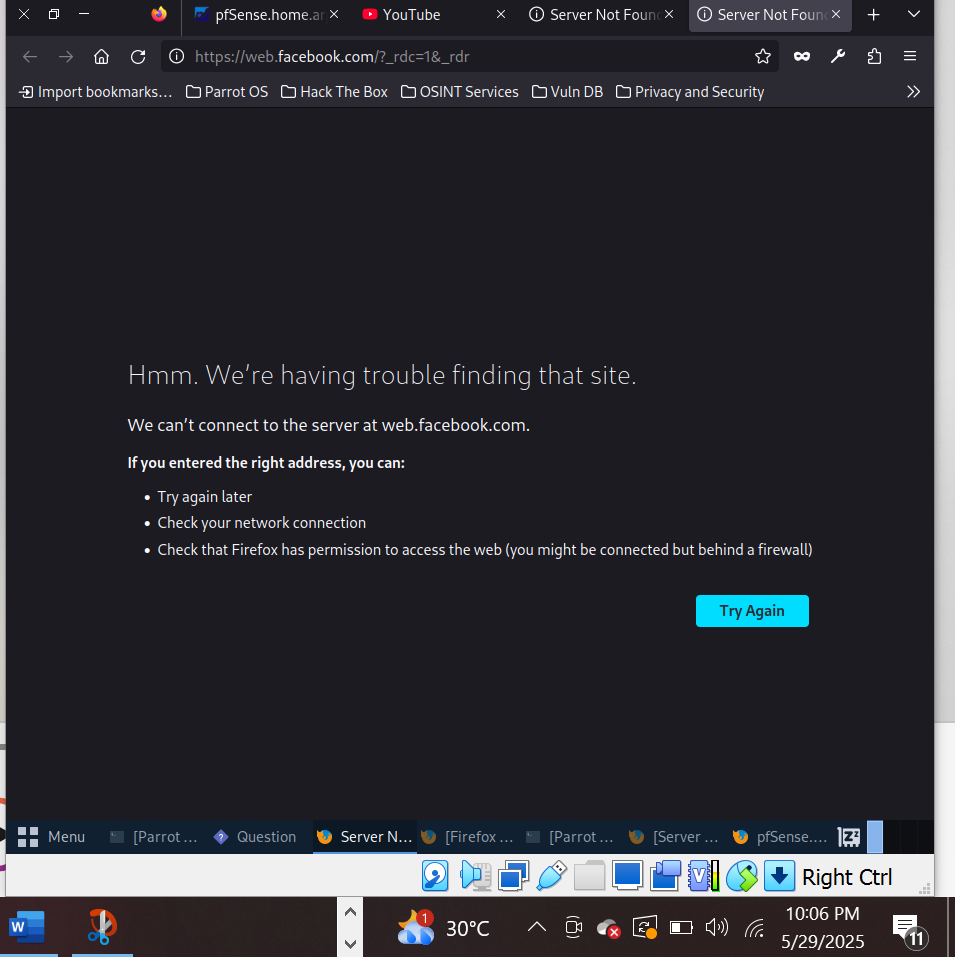 pfSense.home.ar
YouTube
Server Not Foun
Server Not Foun
https://web.facebook.com/?_rdc=1&_rdr
Import bookmarks... Parrot OS Hack The Box OSINT Services Vuln DB Privacy and Security
Hmm. We're having trouble finding that site.
We can't connect to the server at web.facebook.com.
If you entered the right address, you can:
• Try again later
• Check your network connection
• Check that Firefox has permission to access the web (you might be connected but behind a firewall)
Try Again
Menu [Parrot ... Question Server N... [Firefox ... [Parrot ... [Server ... pfSense....
Right Ctrl
1
30°C
10:06 PM
5/29/2025
11